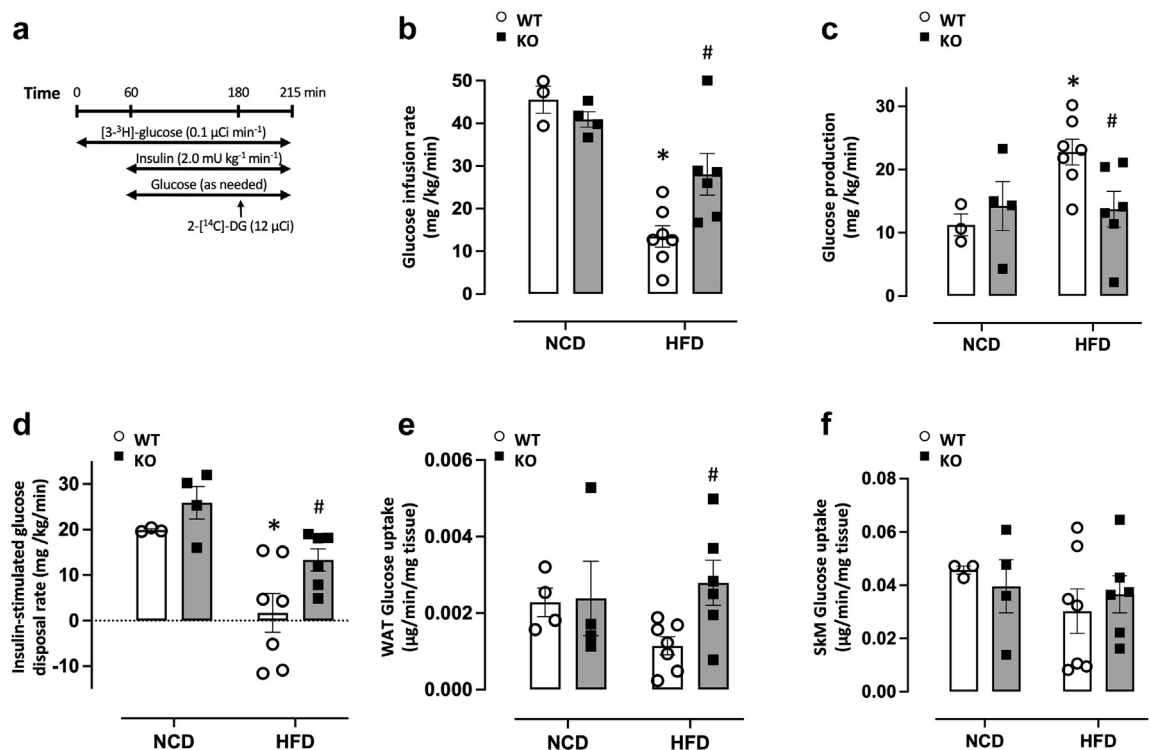 a
Time 0 60 180 215 min
[3-³H]-glucose (0.1 µCi min⁻¹)
Insulin (2.0 mU kg⁻¹ min⁻¹)
Glucose (as needed)
2-[¹⁴C]-DG (12 µCi)
b
WT
KO
Glucose infusion rate
(mg /kg/min)
50
40
30
20
10
0
*
#
NCD HFD
c
WT
KO
Glucose production
(mg /kg/min)
30
20
10
0
*
#
NCD HFD
d
WT
KO
Insulin-stimulated glucose
disposal rate (mg /kg/min)
30
20
10
0
-10
*
#
NCD HFD
e
WT
KO
WAT Glucose uptake
(µg/min/mg tissue)
0.006
0.004
0.002
0.000
#
NCD HFD
f
WT
KO
SkM Glucose uptake
(µg/min/mg tissue)
0.08
0.06
0.04
0.02
0.00
NCD HFD